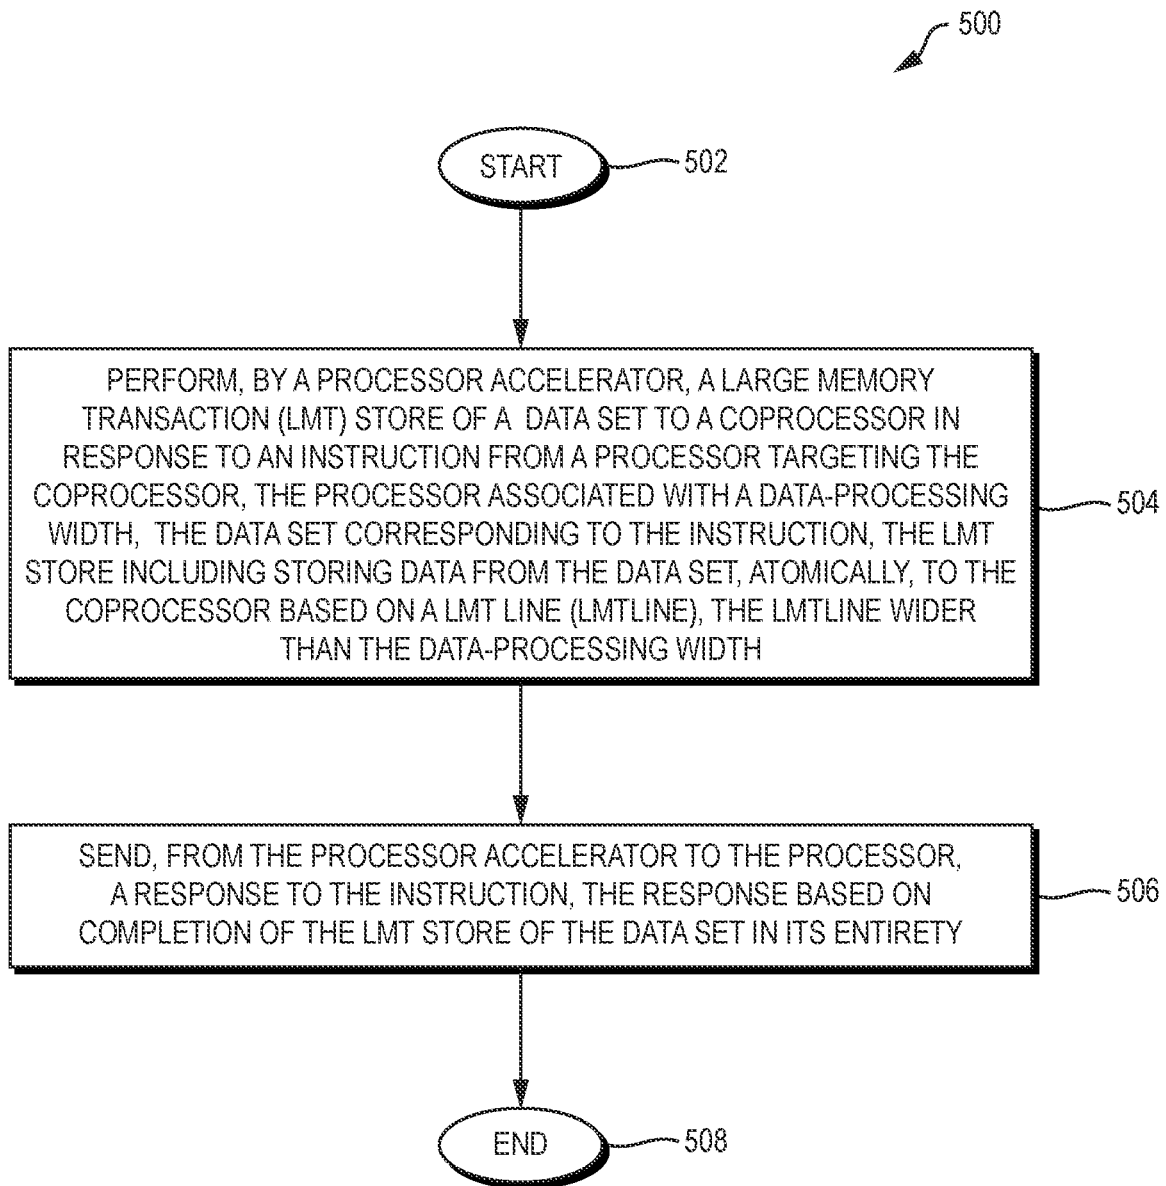 500
START
502
PERFORM, BY A PROCESSOR ACCELERATOR, A LARGE MEMORY
TRANSACTION (LMT) STORE OF A DATA SET TO A COPROCESSOR IN
RESPONSE TO AN INSTRUCTION FROM A PROCESSOR TARGETING THE
COPROCESSOR, THE PROCESSOR ASSOCIATED WITH A DATA-PROCESSING
WIDTH, THE DATA SET CORRESPONDING TO THE INSTRUCTION, THE LMT
STORE INCLUDING STORING DATA FROM THE DATA SET, ATOMICALLY, TO THE
COPROCESSOR BASED ON A LMT LINE (LMTLINE), THE LMTLINE WIDER
THAN THE DATA-PROCESSING WIDTH
504
SEND, FROM THE PROCESSOR ACCELERATOR TO THE PROCESSOR,
A RESPONSE TO THE INSTRUCTION, THE RESPONSE BASED ON
COMPLETION OF THE LMT STORE OF THE DATA SET IN ITS ENTIRETY
506
END
508